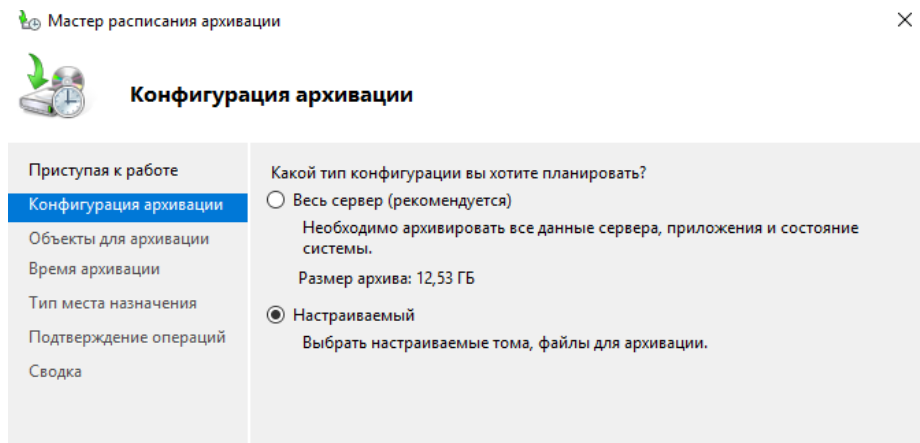 Мастер расписания архивации
Конфигурация архивации
Приступая к работе
Конфигурация архивации
Объекты для архивации
Время архивации
Тип места назначения
Подтверждение операций
Сводка
Какой тип конфигурации вы хотите планировать?
Весь сервер (рекомендуется)
Необходимо архивировать все данные сервера, приложения и состояние
системы.
Размер архива: 12,53 ГБ
Настраиваемый
Выбрать настраиваемые тома, файлы для архивации.